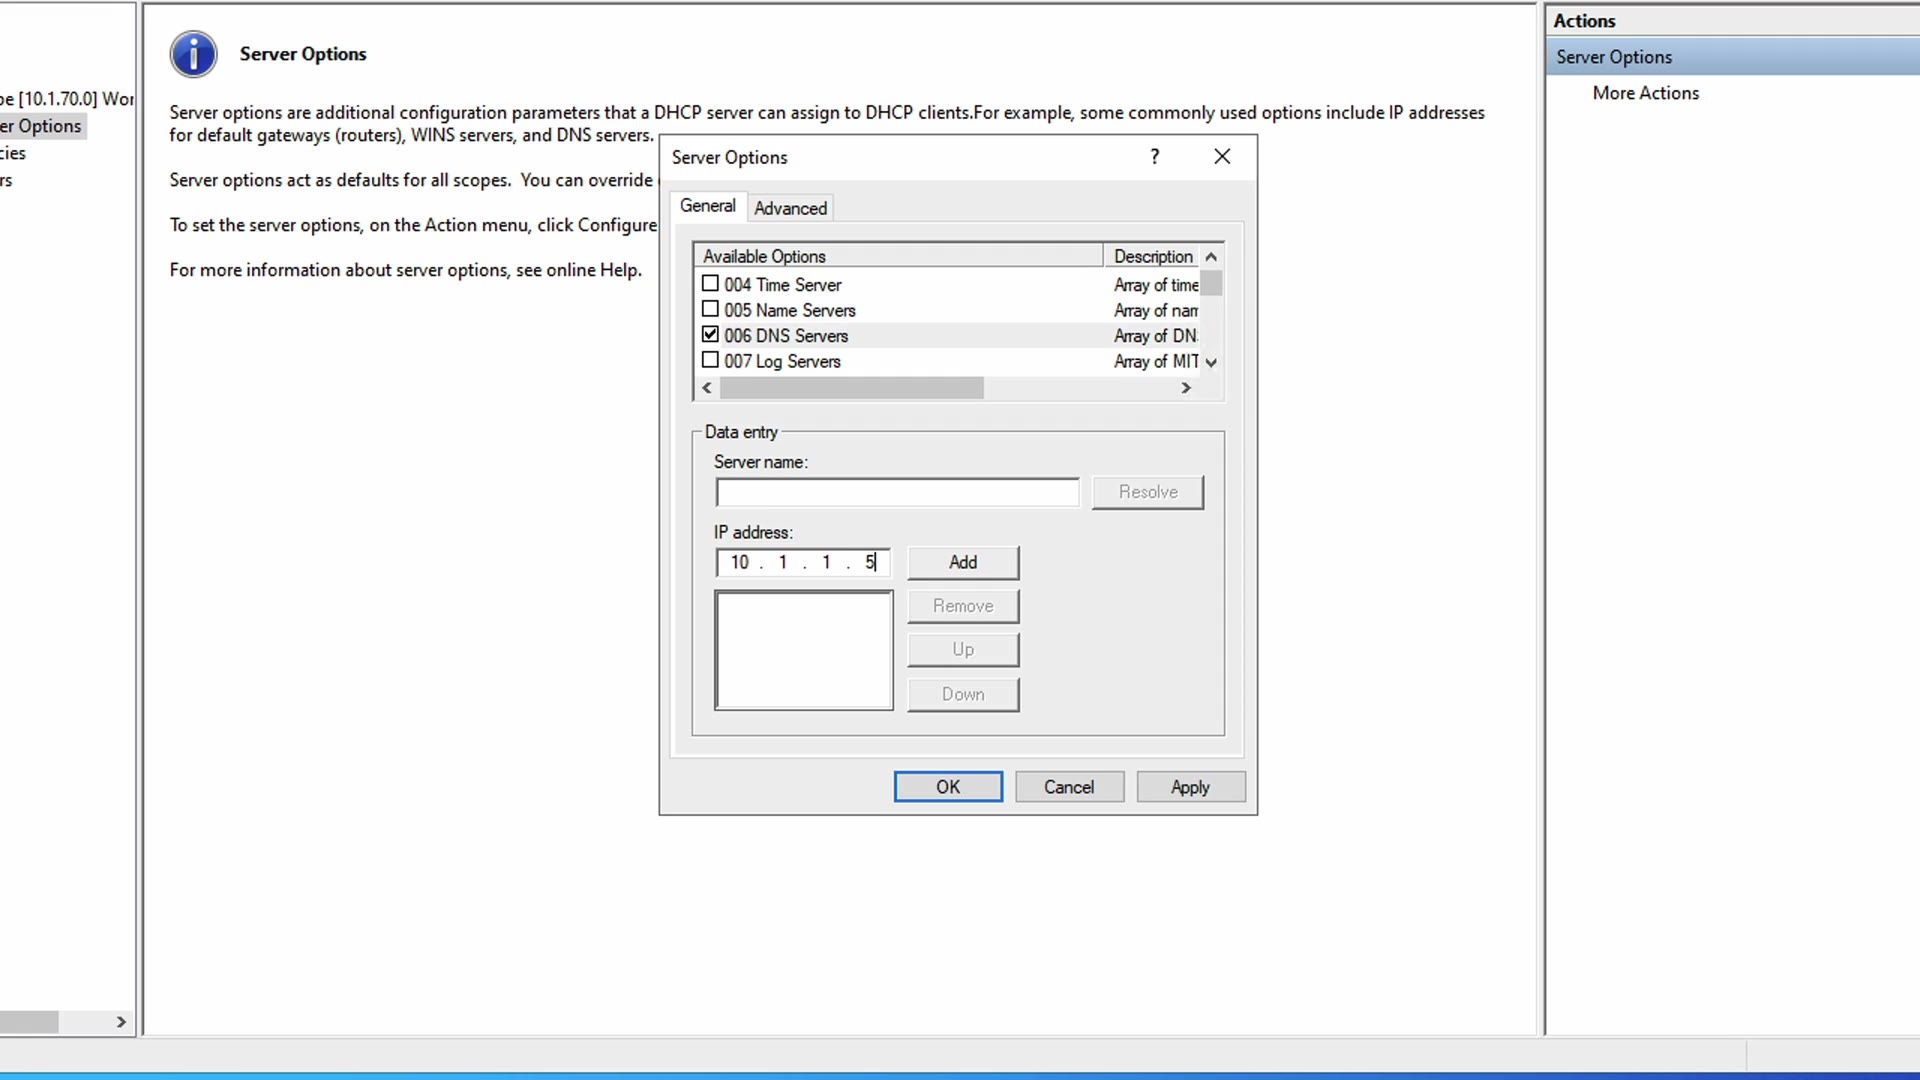 pe [10.1.70.0] Wor
er Options
cies
rs
Server Options
Server options are additional configuration parameters that a DHCP server can assign to DHCP clients.For example, some commonly used options include IP addresses
for default gateways (routers), WINS servers, and DNS servers.
Server options act as defaults for all scopes.  You can override
To set the server options, on the Action menu, click Configure
For more information about server options, see online Help.
Server Options
?
General
Advanced
Available Options
Description
004 Time Server
Array of time
005 Name Servers
Array of nam
006 DNS Servers
Array of DN
007 Log Servers
Array of MIT
Data entry
Server name:
Resolve
IP address:
10 . 1 . 1 . 5
Add
Remove
Up
Down
OK
Cancel
Apply
Actions
Server Options
More Actions